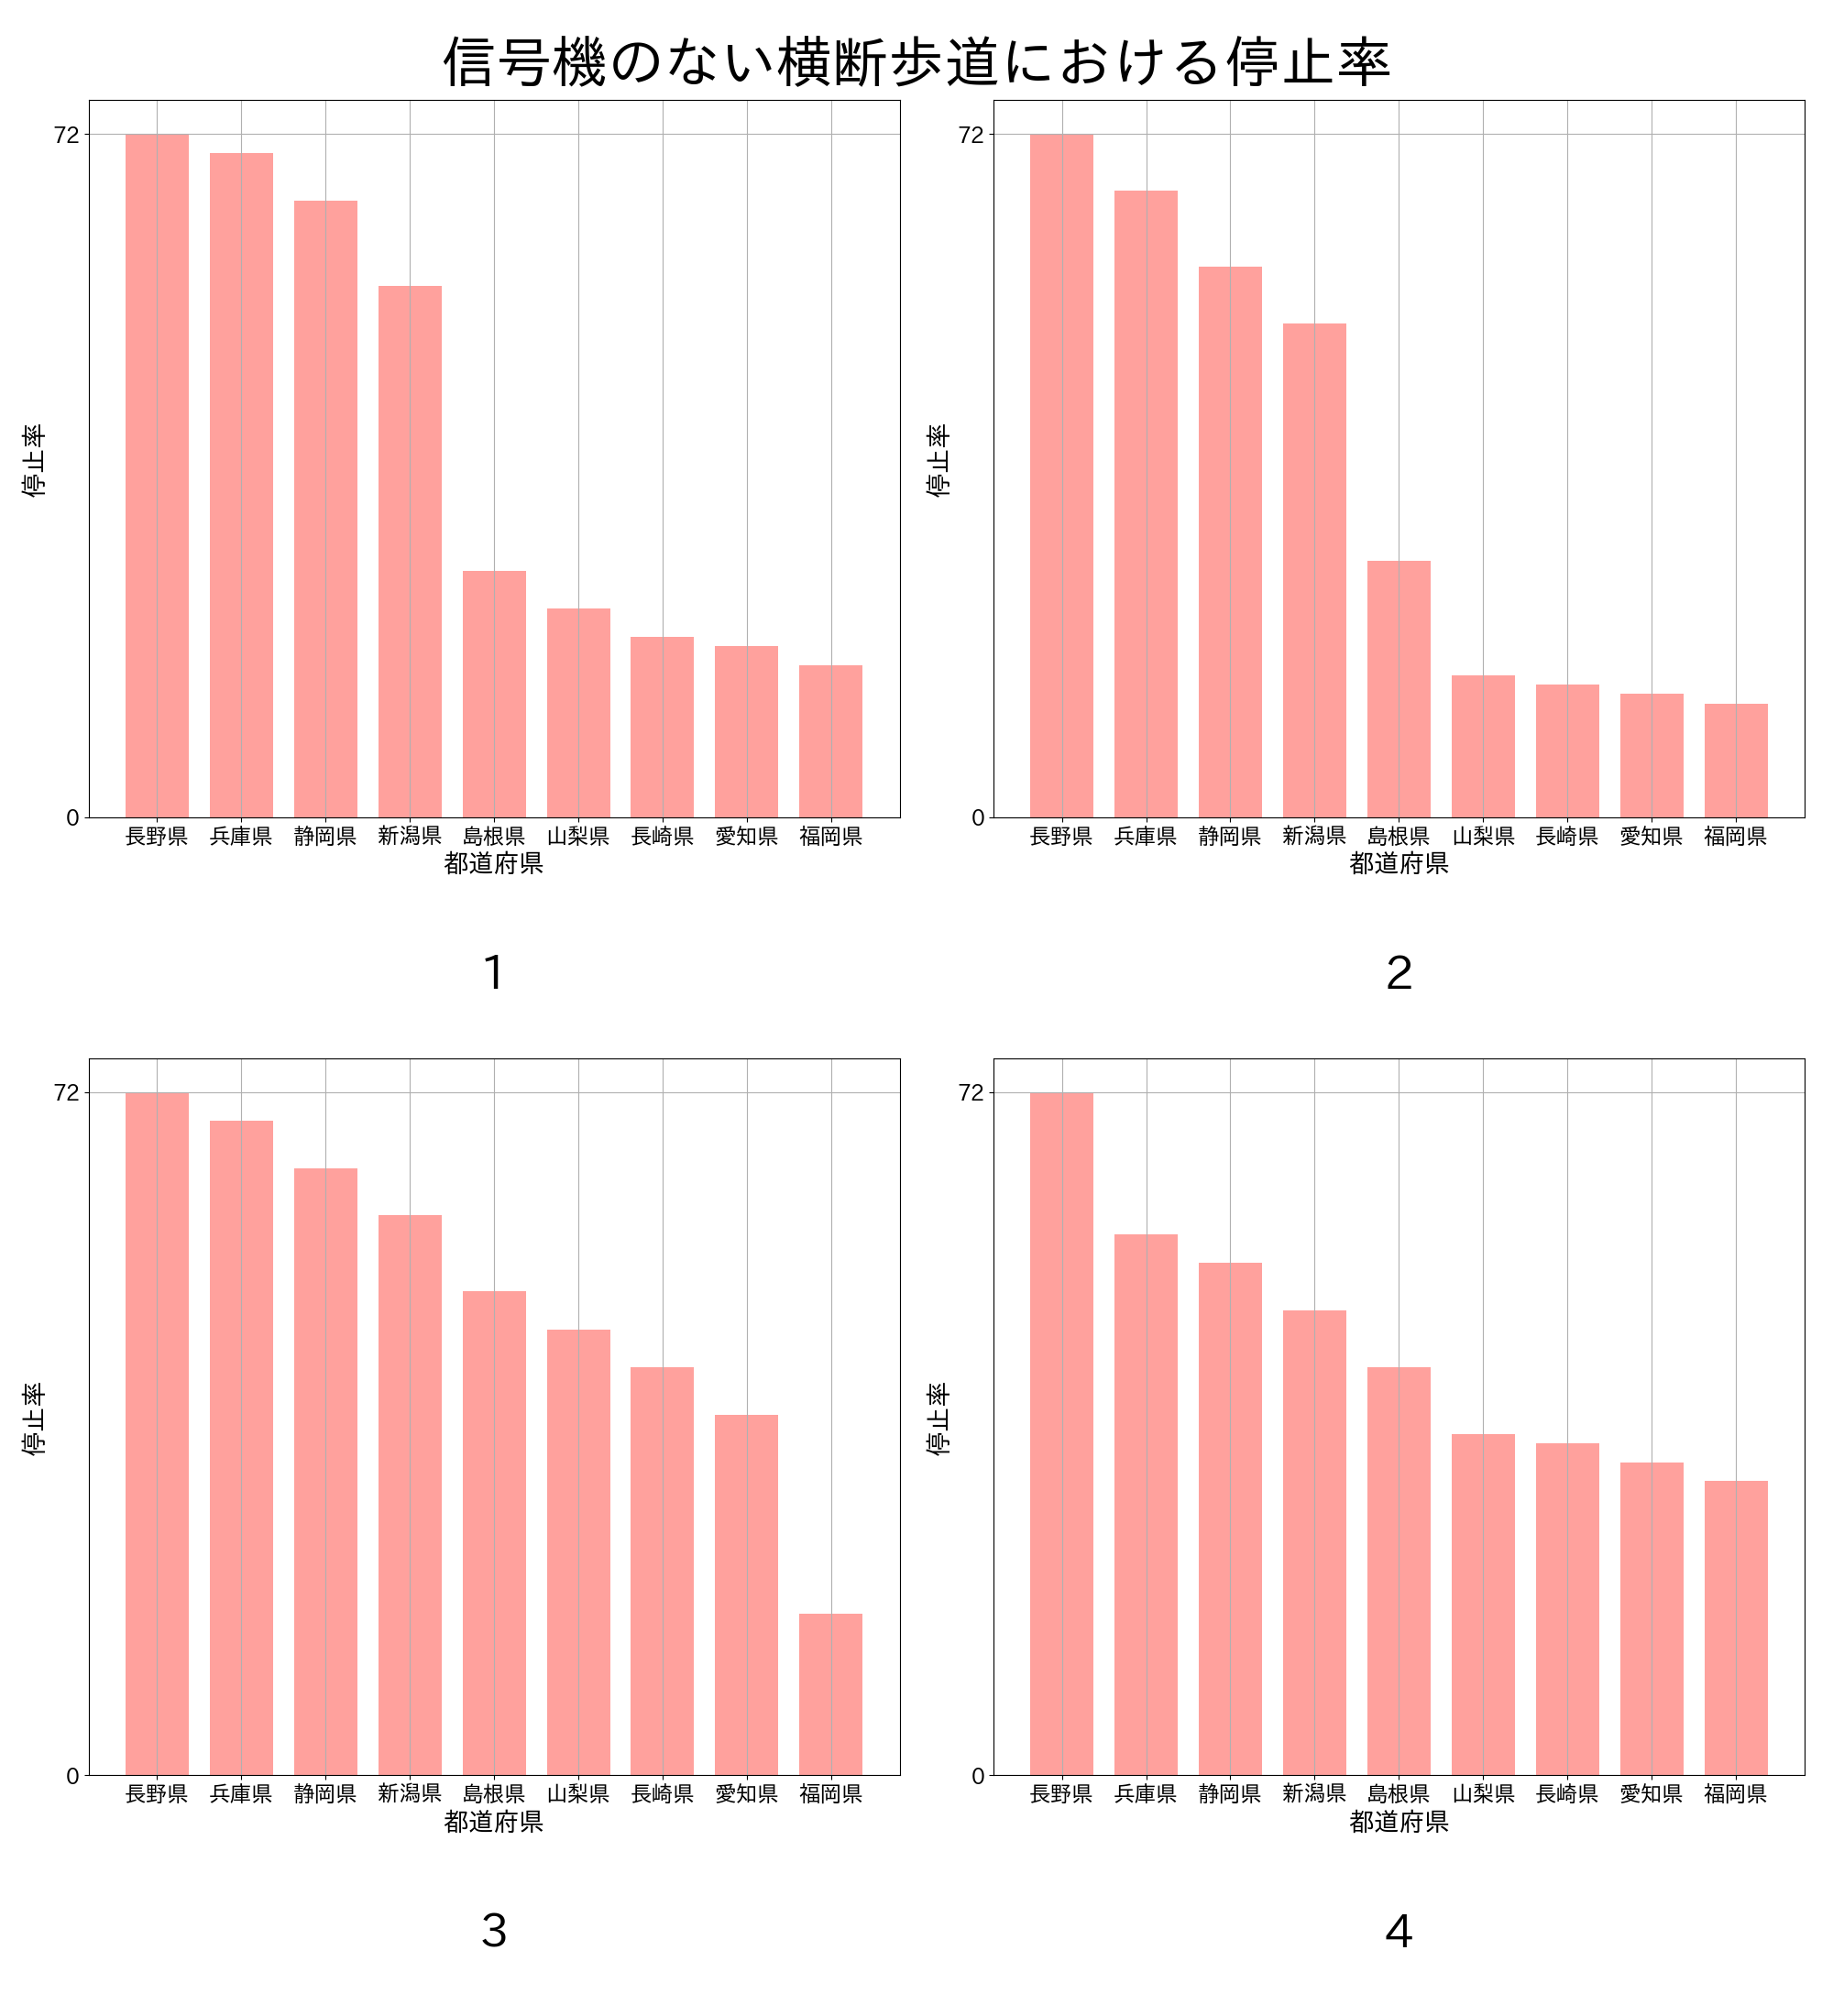 信号機のない横断歩道における停止率
72
0
停止率
長野県 兵庫県 静岡県 新潟県 島根県 山梨県 長崎県 愛知県 福岡県
都道府県
1
72
0
停止率
長野県 兵庫県 静岡県 新潟県 島根県 山梨県 長崎県 愛知県 福岡県
都道府県
2
72
0
停止率
長野県 兵庫県 静岡県 新潟県 島根県 山梨県 長崎県 愛知県 福岡県
都道府県
3
72
0
停止率
長野県 兵庫県 静岡県 新潟県 島根県 山梨県 長崎県 愛知県 福岡県
都道府県
4